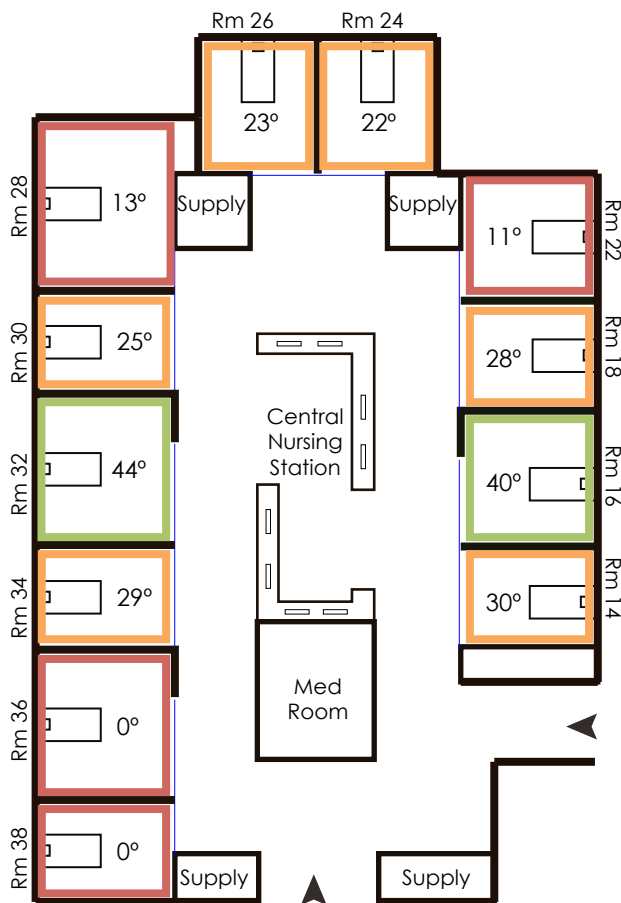 Rm 26
Rm 24
23º
22º
Rm 28
13º
Supply
Supply
11º
Rm 22
Rm 30
25º
28º
Rm 18
Central
Nursing
Station
Rm 32
44º
40º
Rm 16
Rm 34
29º
30º
Rm 14
Rm 36
0º
Med
Room
Rm 38
0º
Supply
Supply